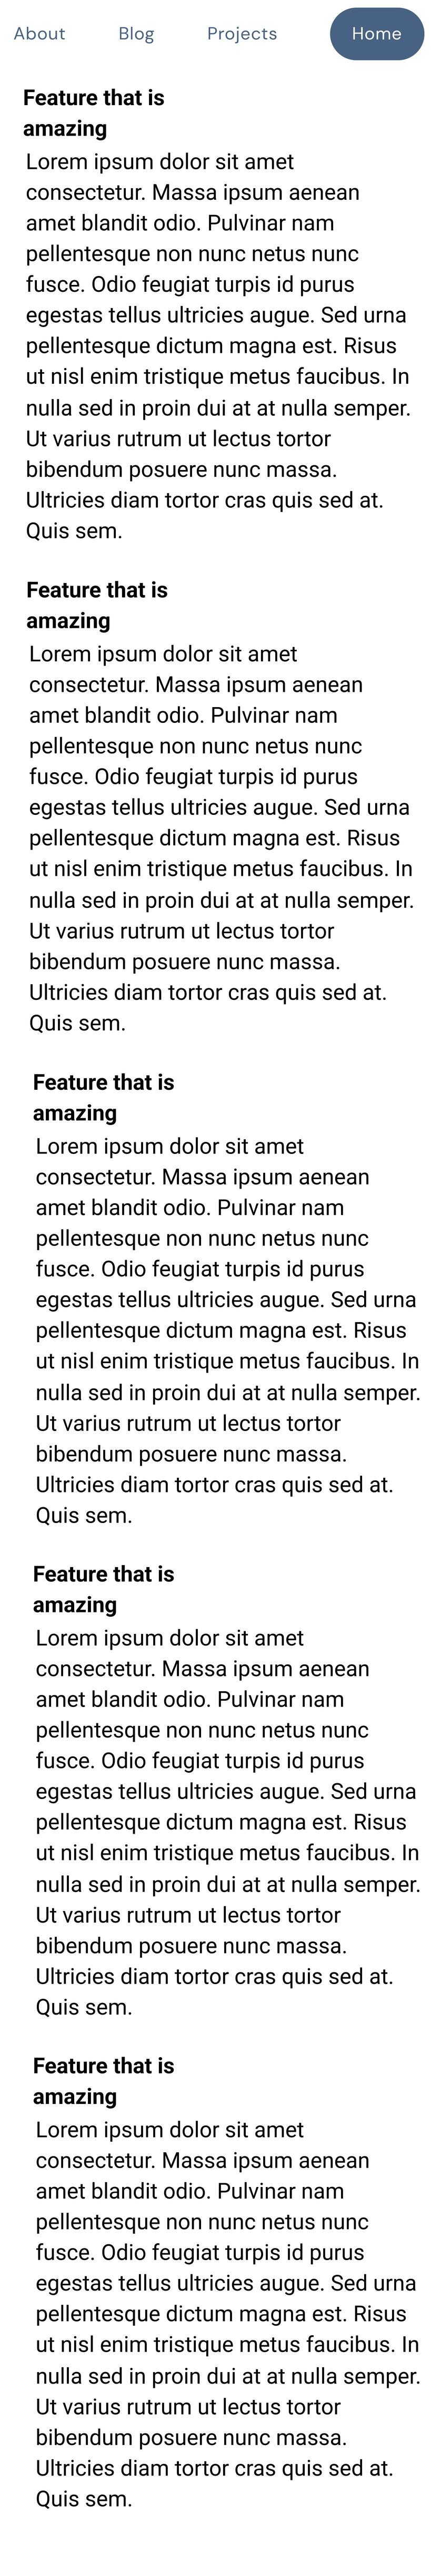 About Blog Projects Home
Feature that is
amazing
Lorem ipsum dolor sit amet
consectetur. Massa ipsum aenean
amet blandit odio. Pulvinar nam
pellentesque non nunc netus nunc
fusce. Odio feugiat turpis id purus
egestas tellus ultricies augue. Sed urna
pellentesque dictum magna est. Risus
ut nisl enim tristique metus faucibus. In
nulla sed in proin dui at at nulla semper.
Ut varius rutrum ut lectus tortor
bibendum posuere nunc massa.
Ultricies diam tortor cras quis sed at.
Quis sem.
Feature that is
amazing
Lorem ipsum dolor sit amet
consectetur. Massa ipsum aenean
amet blandit odio. Pulvinar nam
pellentesque non nunc netus nunc
fusce. Odio feugiat turpis id purus
egestas tellus ultricies augue. Sed urna
pellentesque dictum magna est. Risus
ut nisl enim tristique metus faucibus. In
nulla sed in proin dui at at nulla semper.
Ut varius rutrum ut lectus tortor
bibendum posuere nunc massa.
Ultricies diam tortor cras quis sed at.
Quis sem.
Feature that is
amazing
Lorem ipsum dolor sit amet
consectetur. Massa ipsum aenean
amet blandit odio. Pulvinar nam
pellentesque non nunc netus nunc
fusce. Odio feugiat turpis id purus
egestas tellus ultricies augue. Sed urna
pellentesque dictum magna est. Risus
ut nisl enim tristique metus faucibus. In
nulla sed in proin dui at at nulla semper.
Ut varius rutrum ut lectus tortor
bibendum posuere nunc massa.
Ultricies diam tortor cras quis sed at.
Quis sem.
Feature that is
amazing
Lorem ipsum dolor sit amet
consectetur. Massa ipsum aenean
amet blandit odio. Pulvinar nam
pellentesque non nunc netus nunc
fusce. Odio feugiat turpis id purus
egestas tellus ultricies augue. Sed urna
pellentesque dictum magna est. Risus
ut nisl enim tristique metus faucibus. In
nulla sed in proin dui at at nulla semper.
Ut varius rutrum ut lectus tortor
bibendum posuere nunc massa.
Ultricies diam tortor cras quis sed at.
Quis sem.
Feature that is
amazing
Lorem ipsum dolor sit amet
consectetur. Massa ipsum aenean
amet blandit odio. Pulvinar nam
pellentesque non nunc netus nunc
fusce. Odio feugiat turpis id purus
egestas tellus ultricies augue. Sed urna
pellentesque dictum magna est. Risus
ut nisl enim tristique metus faucibus. In
nulla sed in proin dui at at nulla semper.
Ut varius rutrum ut lectus tortor
bibendum posuere nunc massa.
Ultricies diam tortor cras quis sed at.
Quis sem.